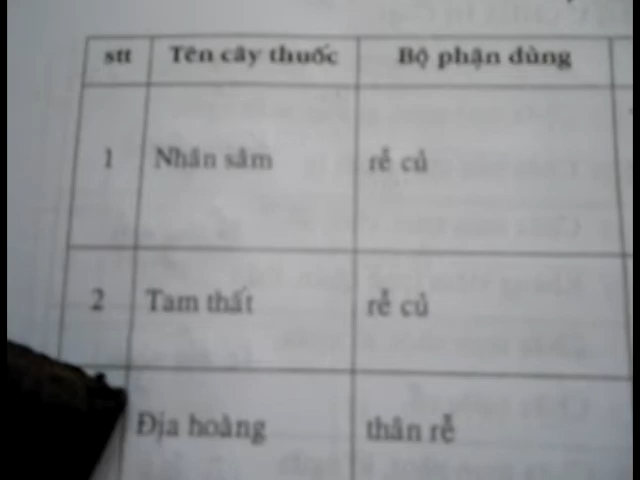 stt Tên cây thuốc Bộ phận dùng
1 Nhân sâm rễ củ
2 Tam thất rễ củ
Địa hoàng thân rễ